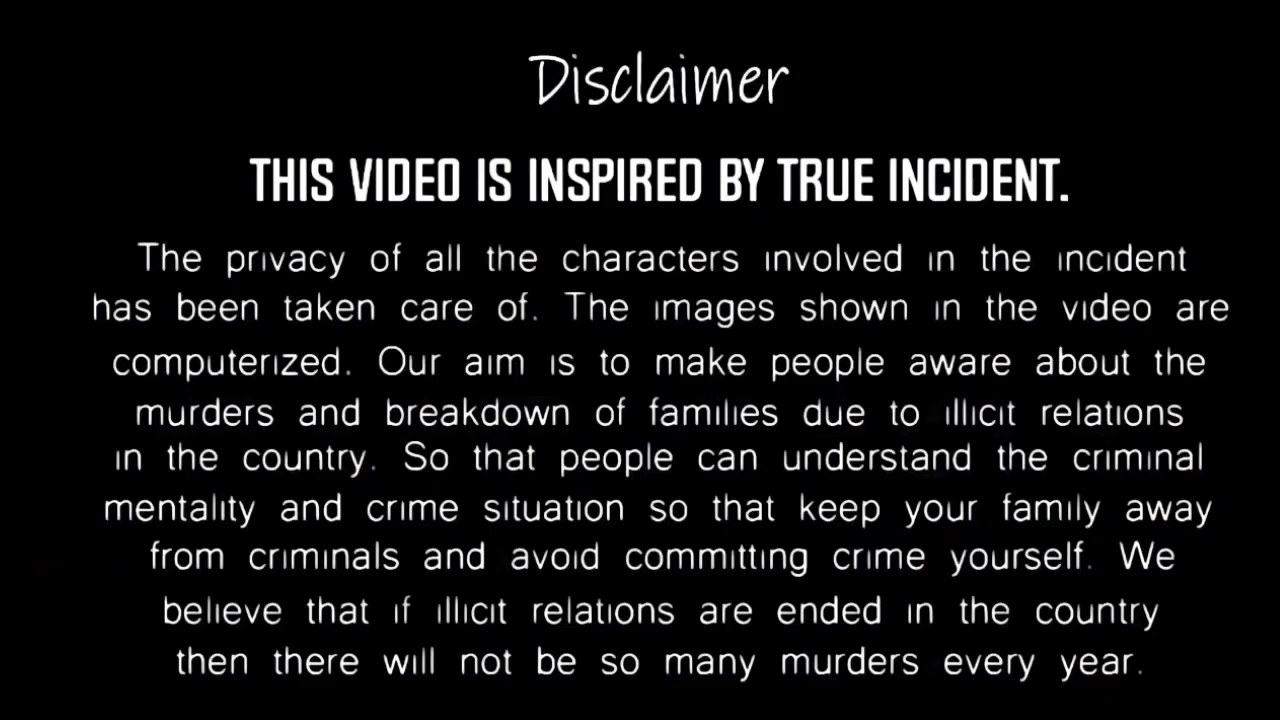 Disclaimer
THIS VIDEO IS INSPIRED BY TRUE INCIDENT.
The privacy of all the characters involved in the incident
has been taken care of. The images shown in the video are
computerized. Our aim is to make people aware about the
murders and breakdown of families due to illicit relations
in the country. So that people can understand the criminal
mentality and crime situation so that keep your family away
from criminals and avoid committing crime yourself. We
believe that if illicit relations are ended in the country
then there will not be so many murders every year.